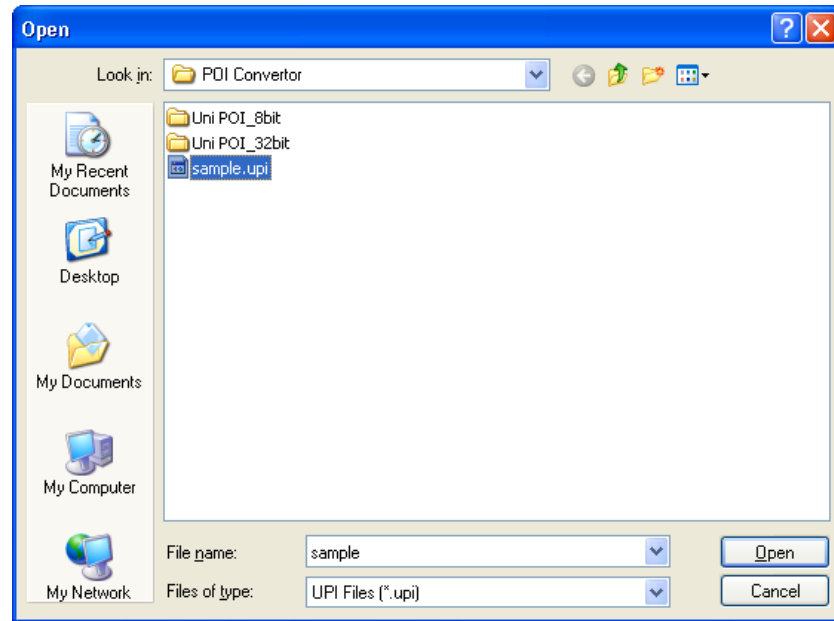 Open
Look in:
POI Convertor
Uni POI_8bit
Uni POI_32bit
sample.upi
My Recent
Documents
Desktop
My Documents
My Computer
My Network
File name:
sample
Open
Files of type:
UPI Files (*.upi)
Cancel